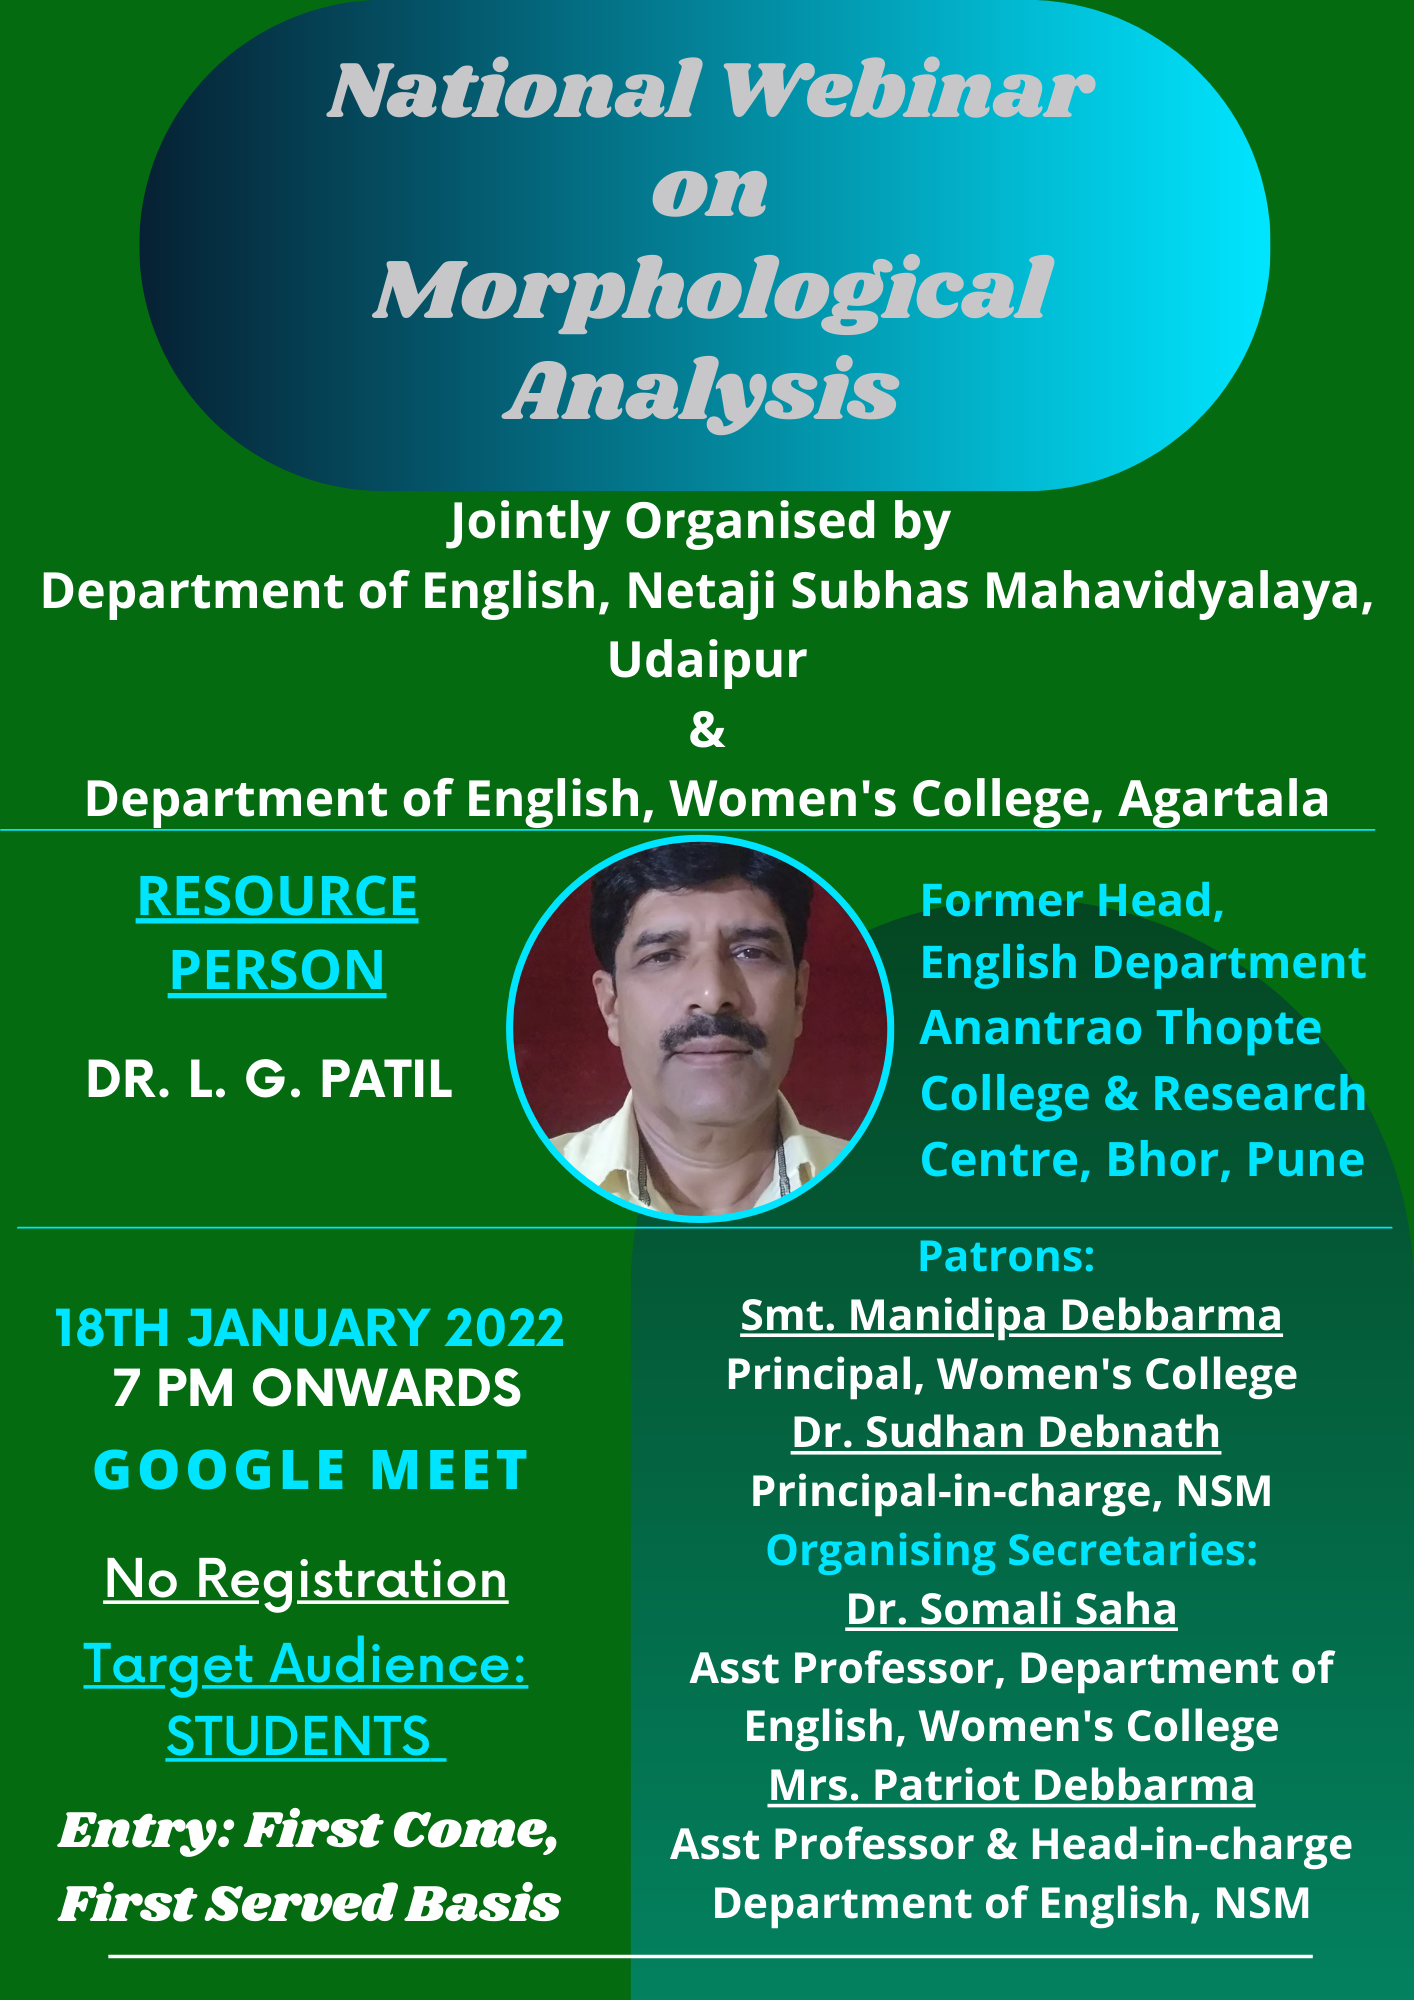 National Webinar
on
Morphological
Analysis
Jointly Organised by
Department of English, Netaji Subhas Mahavidyalaya,
Udaipur
&
Department of English, Women's College, Agartala
RESOURCE
PERSON
DR. L. G. PATIL
Former Head,
English Department
Anantrao Thopte
College & Research
Centre, Bhor, Pune
18TH JANUARY 2022
7 PM ONWARDS
GOOGLE MEET
No Registration
Target Audience:
STUDENTS
Entry: First Come,
First Served Basis
Patrons:
Smt. Manidipa Debbarma
Principal, Women's College
Dr. Sudhan Debnath
Principal-in-charge, NSM
Organising Secretaries:
Dr. Somali Saha
Asst Professor, Department of
English, Women's College
Mrs. Patriot Debbarma
Asst Professor & Head-in-charge
Department of English, NSM